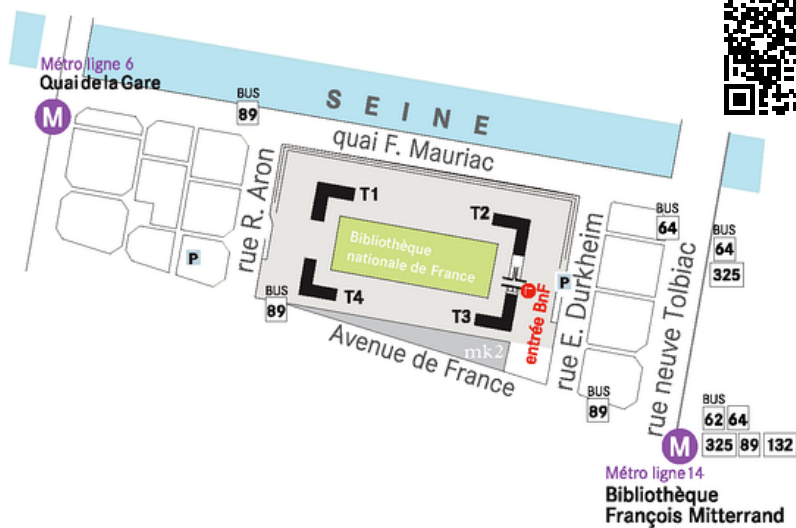 Métro ligne 6
Quai de la Gare
M
BUS
89
SEINE
quai F. Mauriac
rue R. Aron
T1
T2
Bibliothèque
nationale de France
T4
T3
P
P
entrée BnF
rue E. Durkheim
BUS
64
BUS
64
325
rue neuve Tolbiac
BUS
89
Avenue de France
mk2
BUS
89
BUS
62 64
M
325 89 132
Métro ligne 14
Bibliothèque
François Mitterrand